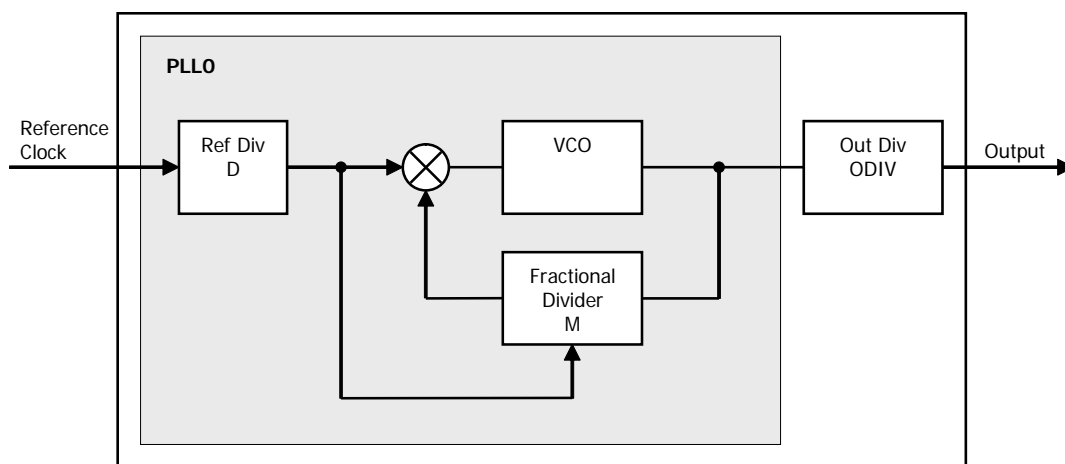 PLL0
Reference
Clock
Ref Div
D
VCO
Out Div
ODIV
Output
Fractional
Divider
M